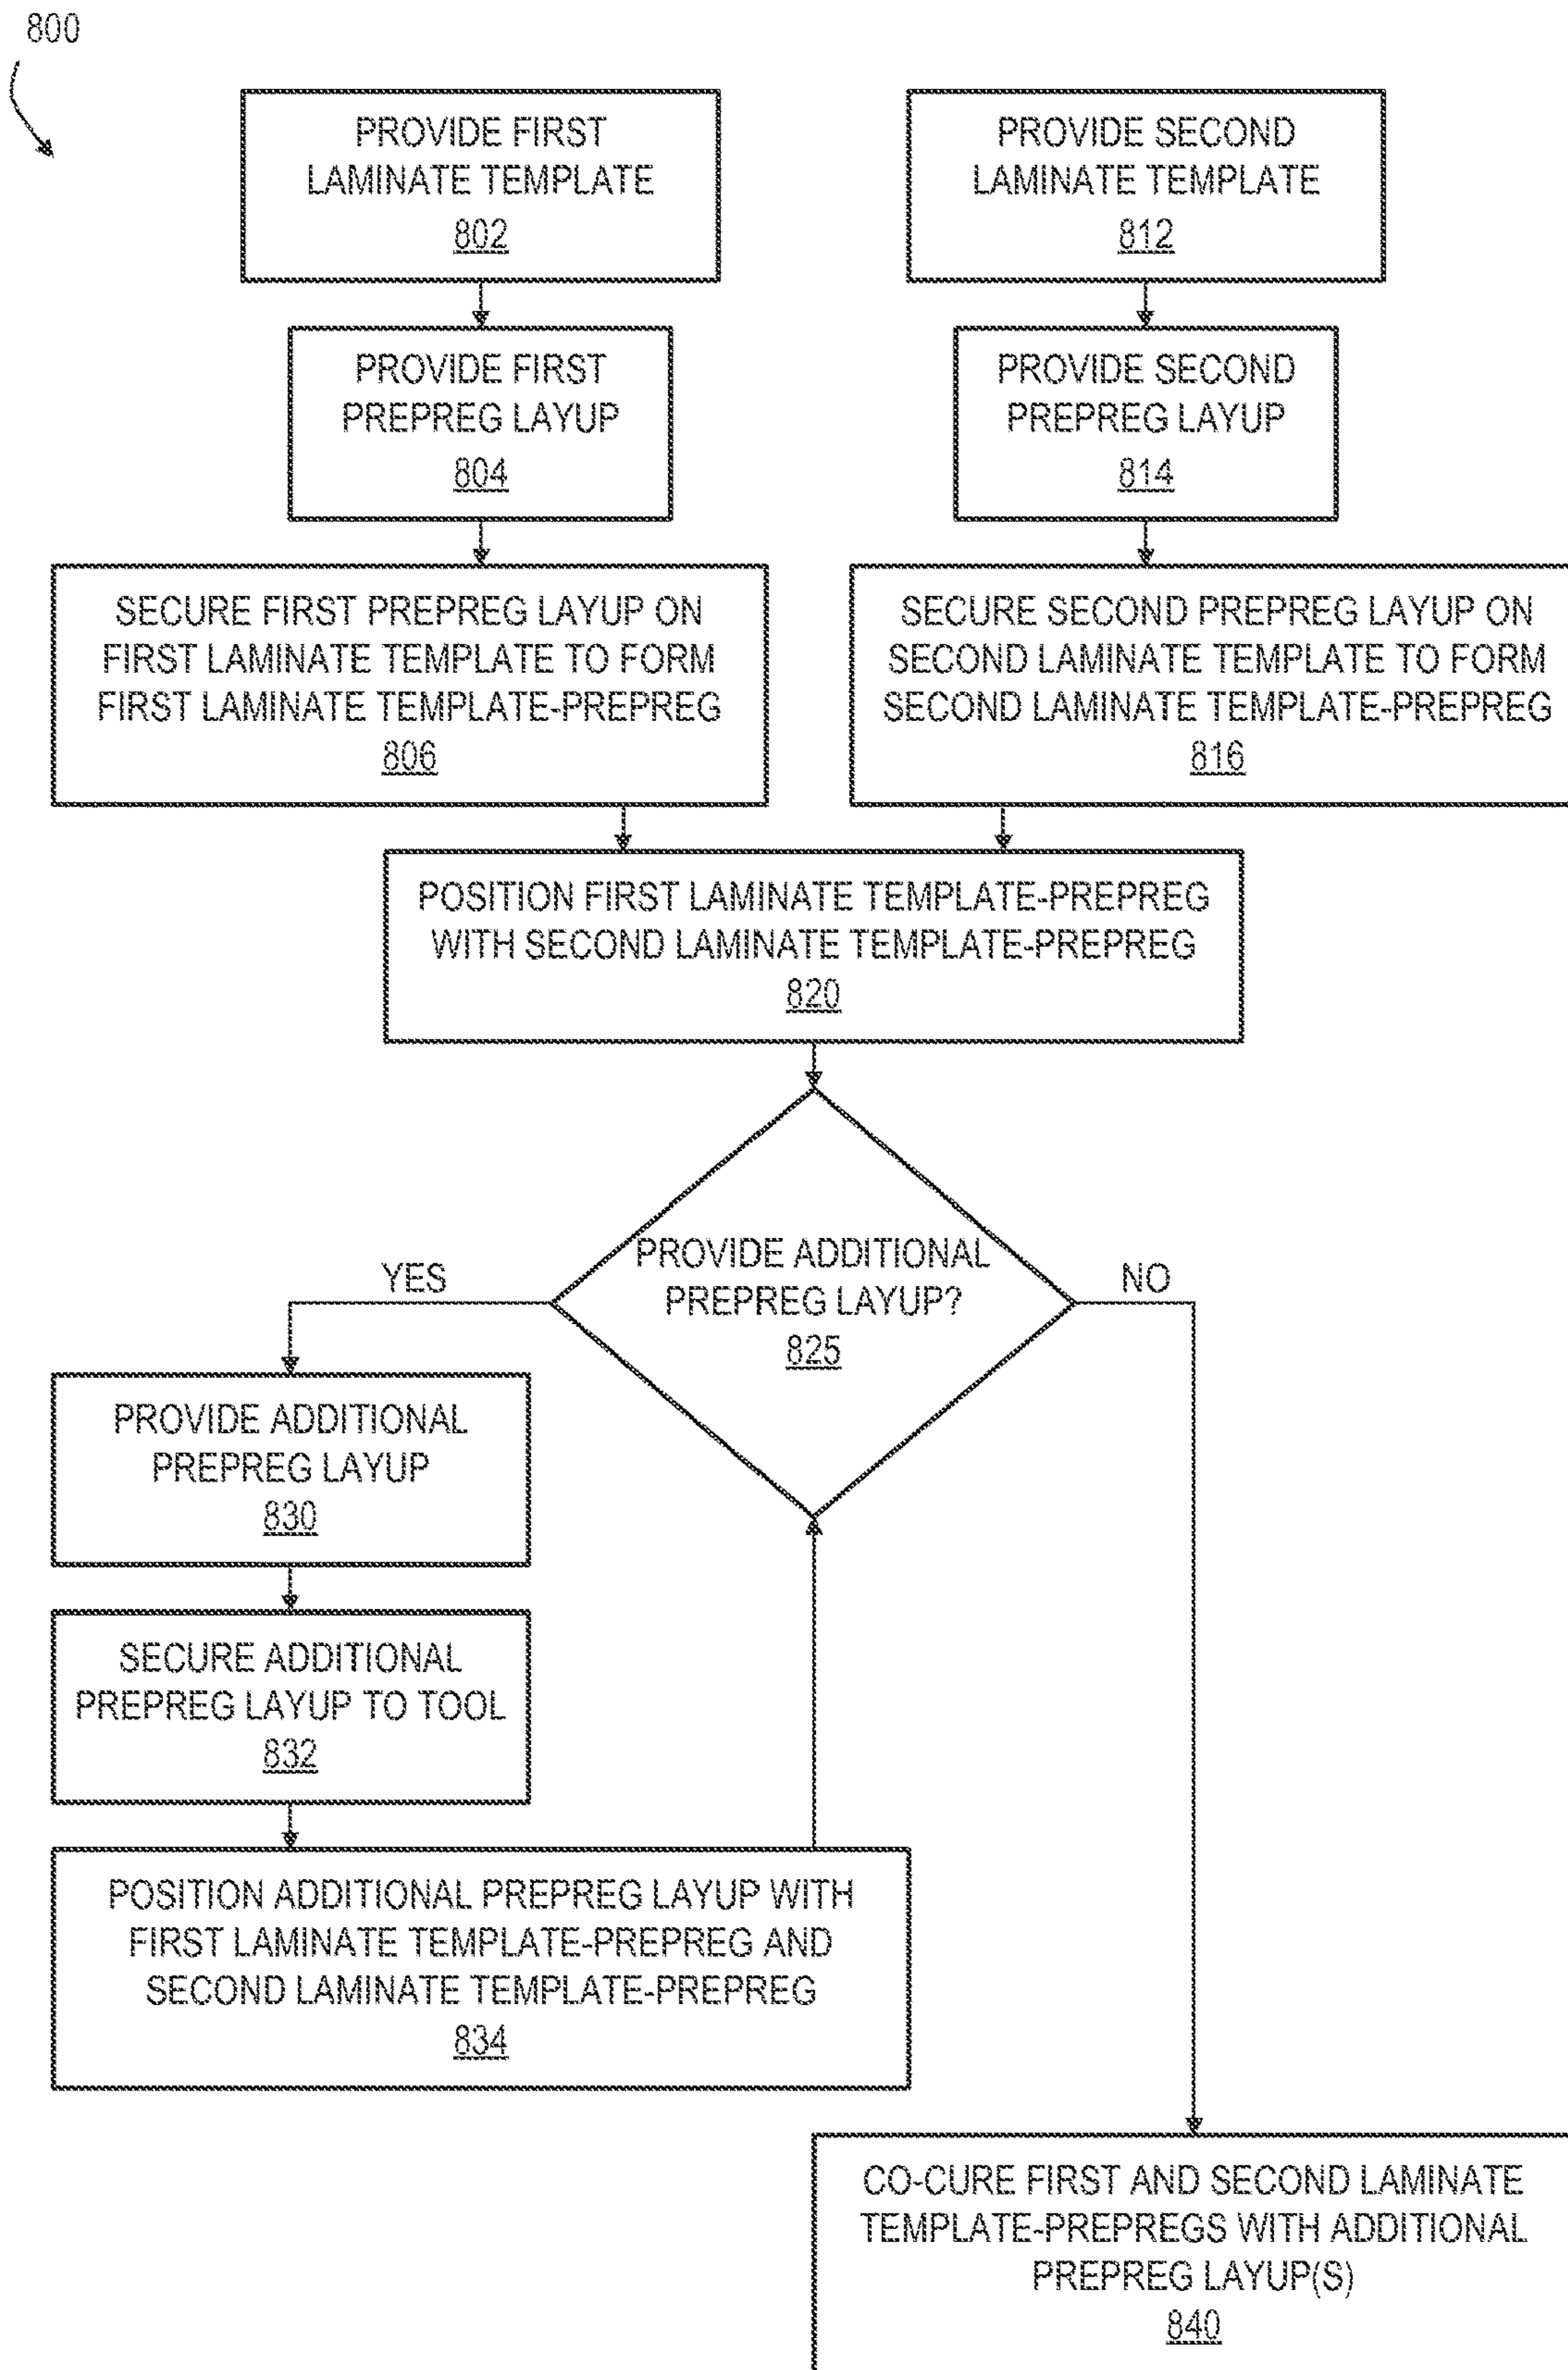 800
PROVIDE FIRST
LAMINATE TEMPLATE
802
PROVIDE SECOND
LAMINATE TEMPLATE
812
PROVIDE FIRST
PREPREG LAYUP
804
PROVIDE SECOND
PREPREG LAYUP
814
SECURE FIRST PREPREG LAYUP ON
FIRST LAMINATE TEMPLATE TO FORM
FIRST LAMINATE TEMPLATE-PREPREG
806
SECURE SECOND PREPREG LAYUP ON
SECOND LAMINATE TEMPLATE TO FORM
SECOND LAMINATE TEMPLATE-PREPREG
816
POSITION FIRST LAMINATE TEMPLATE-PREPREG
WITH SECOND LAMINATE TEMPLATE-PREPREG
820
PROVIDE ADDITIONAL
PREPREG LAYUP?
825
YES
NO
PROVIDE ADDITIONAL
PREPREG LAYUP
830
SECURE ADDITIONAL
PREPREG LAYUP TO TOOL
832
POSITION ADDITIONAL PREPREG LAYUP WITH
FIRST LAMINATE TEMPLATE-PREPREG AND
SECOND LAMINATE TEMPLATE-PREPREG
834
CO-CURE FIRST AND SECOND LAMINATE
TEMPLATE-PREPREGS WITH ADDITIONAL
PREPREG LAYUP(S)
840